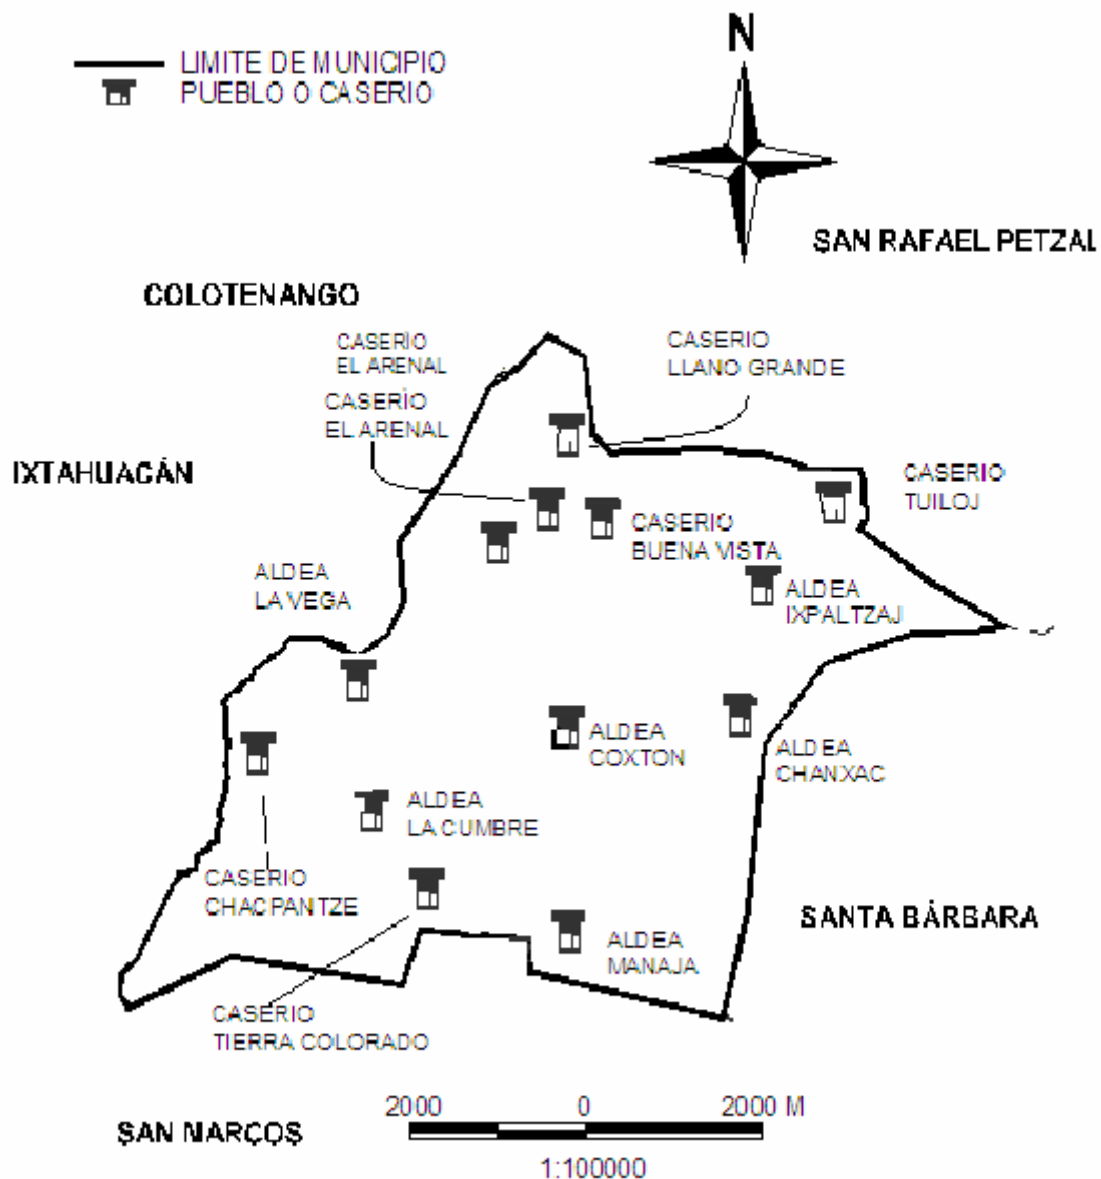 N
LIMITE DE MUNICIPIO
PUEBLO O CASERIO
SAN RAFAEL PETZAL
COLOTENANGO
CASERIO
EL ARENAL
CASERIO
LLANO GRANDE
CASERÍO
EL ARENAL
IXTAHUACÁN
CASERIO
TUILOJ
CASERIO
BUENA VISTA
ALDEA
LA VEGA
ALDEA
IXPALTZAJ
ALDEA
COXTON
ALDEA
CHANXAC
ALDEA
LA CUMBRE
CASERIO
CHACPANITZE
SANTA BÁRBARA
ALDEA
MANAJA
CASERIO
TIERRA COLORADO
2000 0 2000 M
SAN MARCOS
1:100000